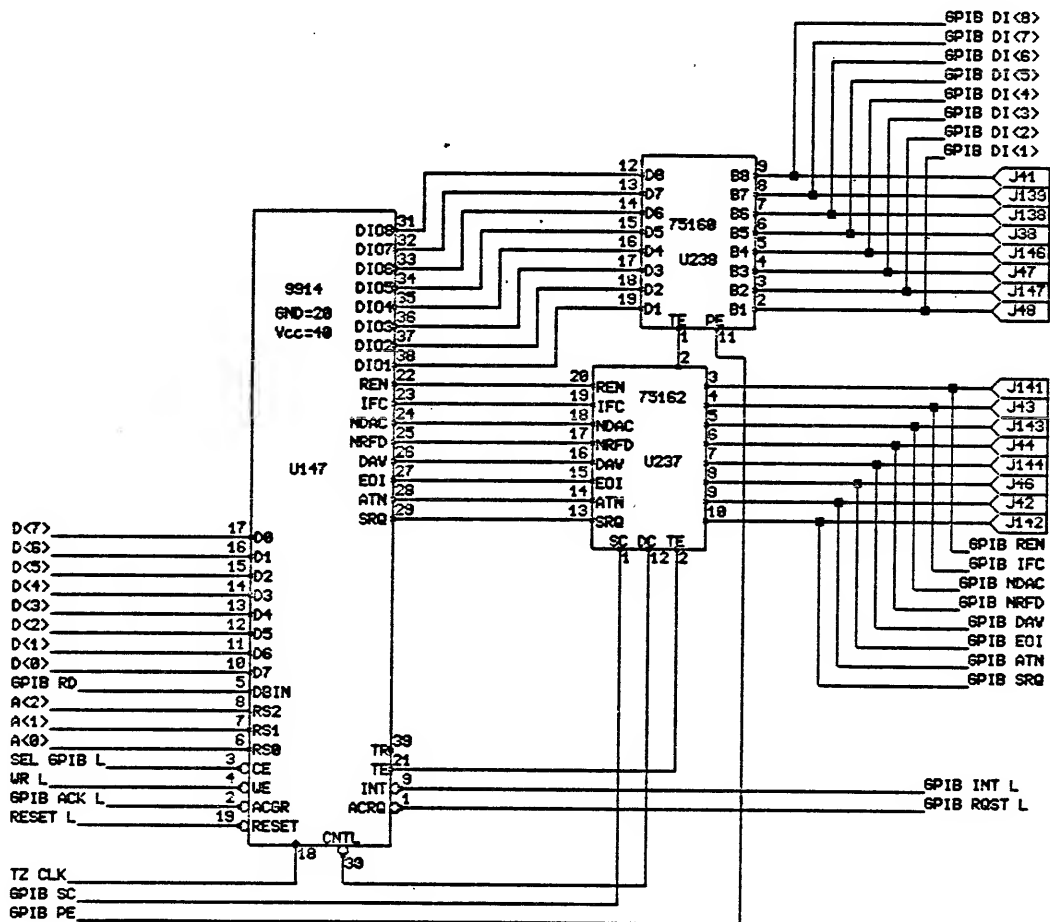 GPIB DI<8>
GPIB DI<7>
GPIB DI<6>
GPIB DI<5>
GPIB DI<4>
GPIB DI<3>
GPIB DI<2>
GPIB DI<1>
12 D8 B8 9 J41
13 D7 B7 8 J139
14 D6 B6 7 J138
15 D5 75160 B5 6 J38
16 D4 B4 5 J146
17 D3 U238 B3 4 J47
18 D2 B2 3 J147
19 D1 B1 2 J48
TE PE
1 11
DIO8 31
DIO7 32
DIO6 33
DIO5 34
DIO4 35
DIO3 36
DIO2 37
DIO1 38
9914
GND=20
Vcc=40
U147
2
REN 22 20 REN 75162 3 J141
IFC 23 19 IFC 4 J43
NDAC 24 18 NDAC 5 J143
NRFD 25 17 NRFD 6 J44
DAV 26 16 DAV U237 7 J144
EOI 27 15 EOI 8 J46
ATN 28 14 ATN 9 J42
SRQ 29 13 SRQ 10 J142
SC DC TE
1 12 2
GPIB REN
GPIB IFC
GPIB NDAC
GPIB NRFD
GPIB DAV
GPIB EOI
GPIB ATN
GPIB SRQ
D<7> 17 D0
D<6> 16 D1
D<5> 15 D2
D<4> 14 D3
D<3> 13 D4
D<2> 12 D5
D<1> 11 D6
D<0> 10 D7
GPIB RD 5 DBIN
A<2> 8 RS2
A<1> 7 RS1
A<0> 6 RS0
SEL GPIB L 3 CE
WR L 4 WE
GPIB ACK L 2 ACGR
RESET L 19 RESET
TR 39
TE 21
INT 9 GPIB INT L
ACRQ 1 GPIB RQST L
CNTL
18 39
TZ CLK
GPIB SC
GPIB PE